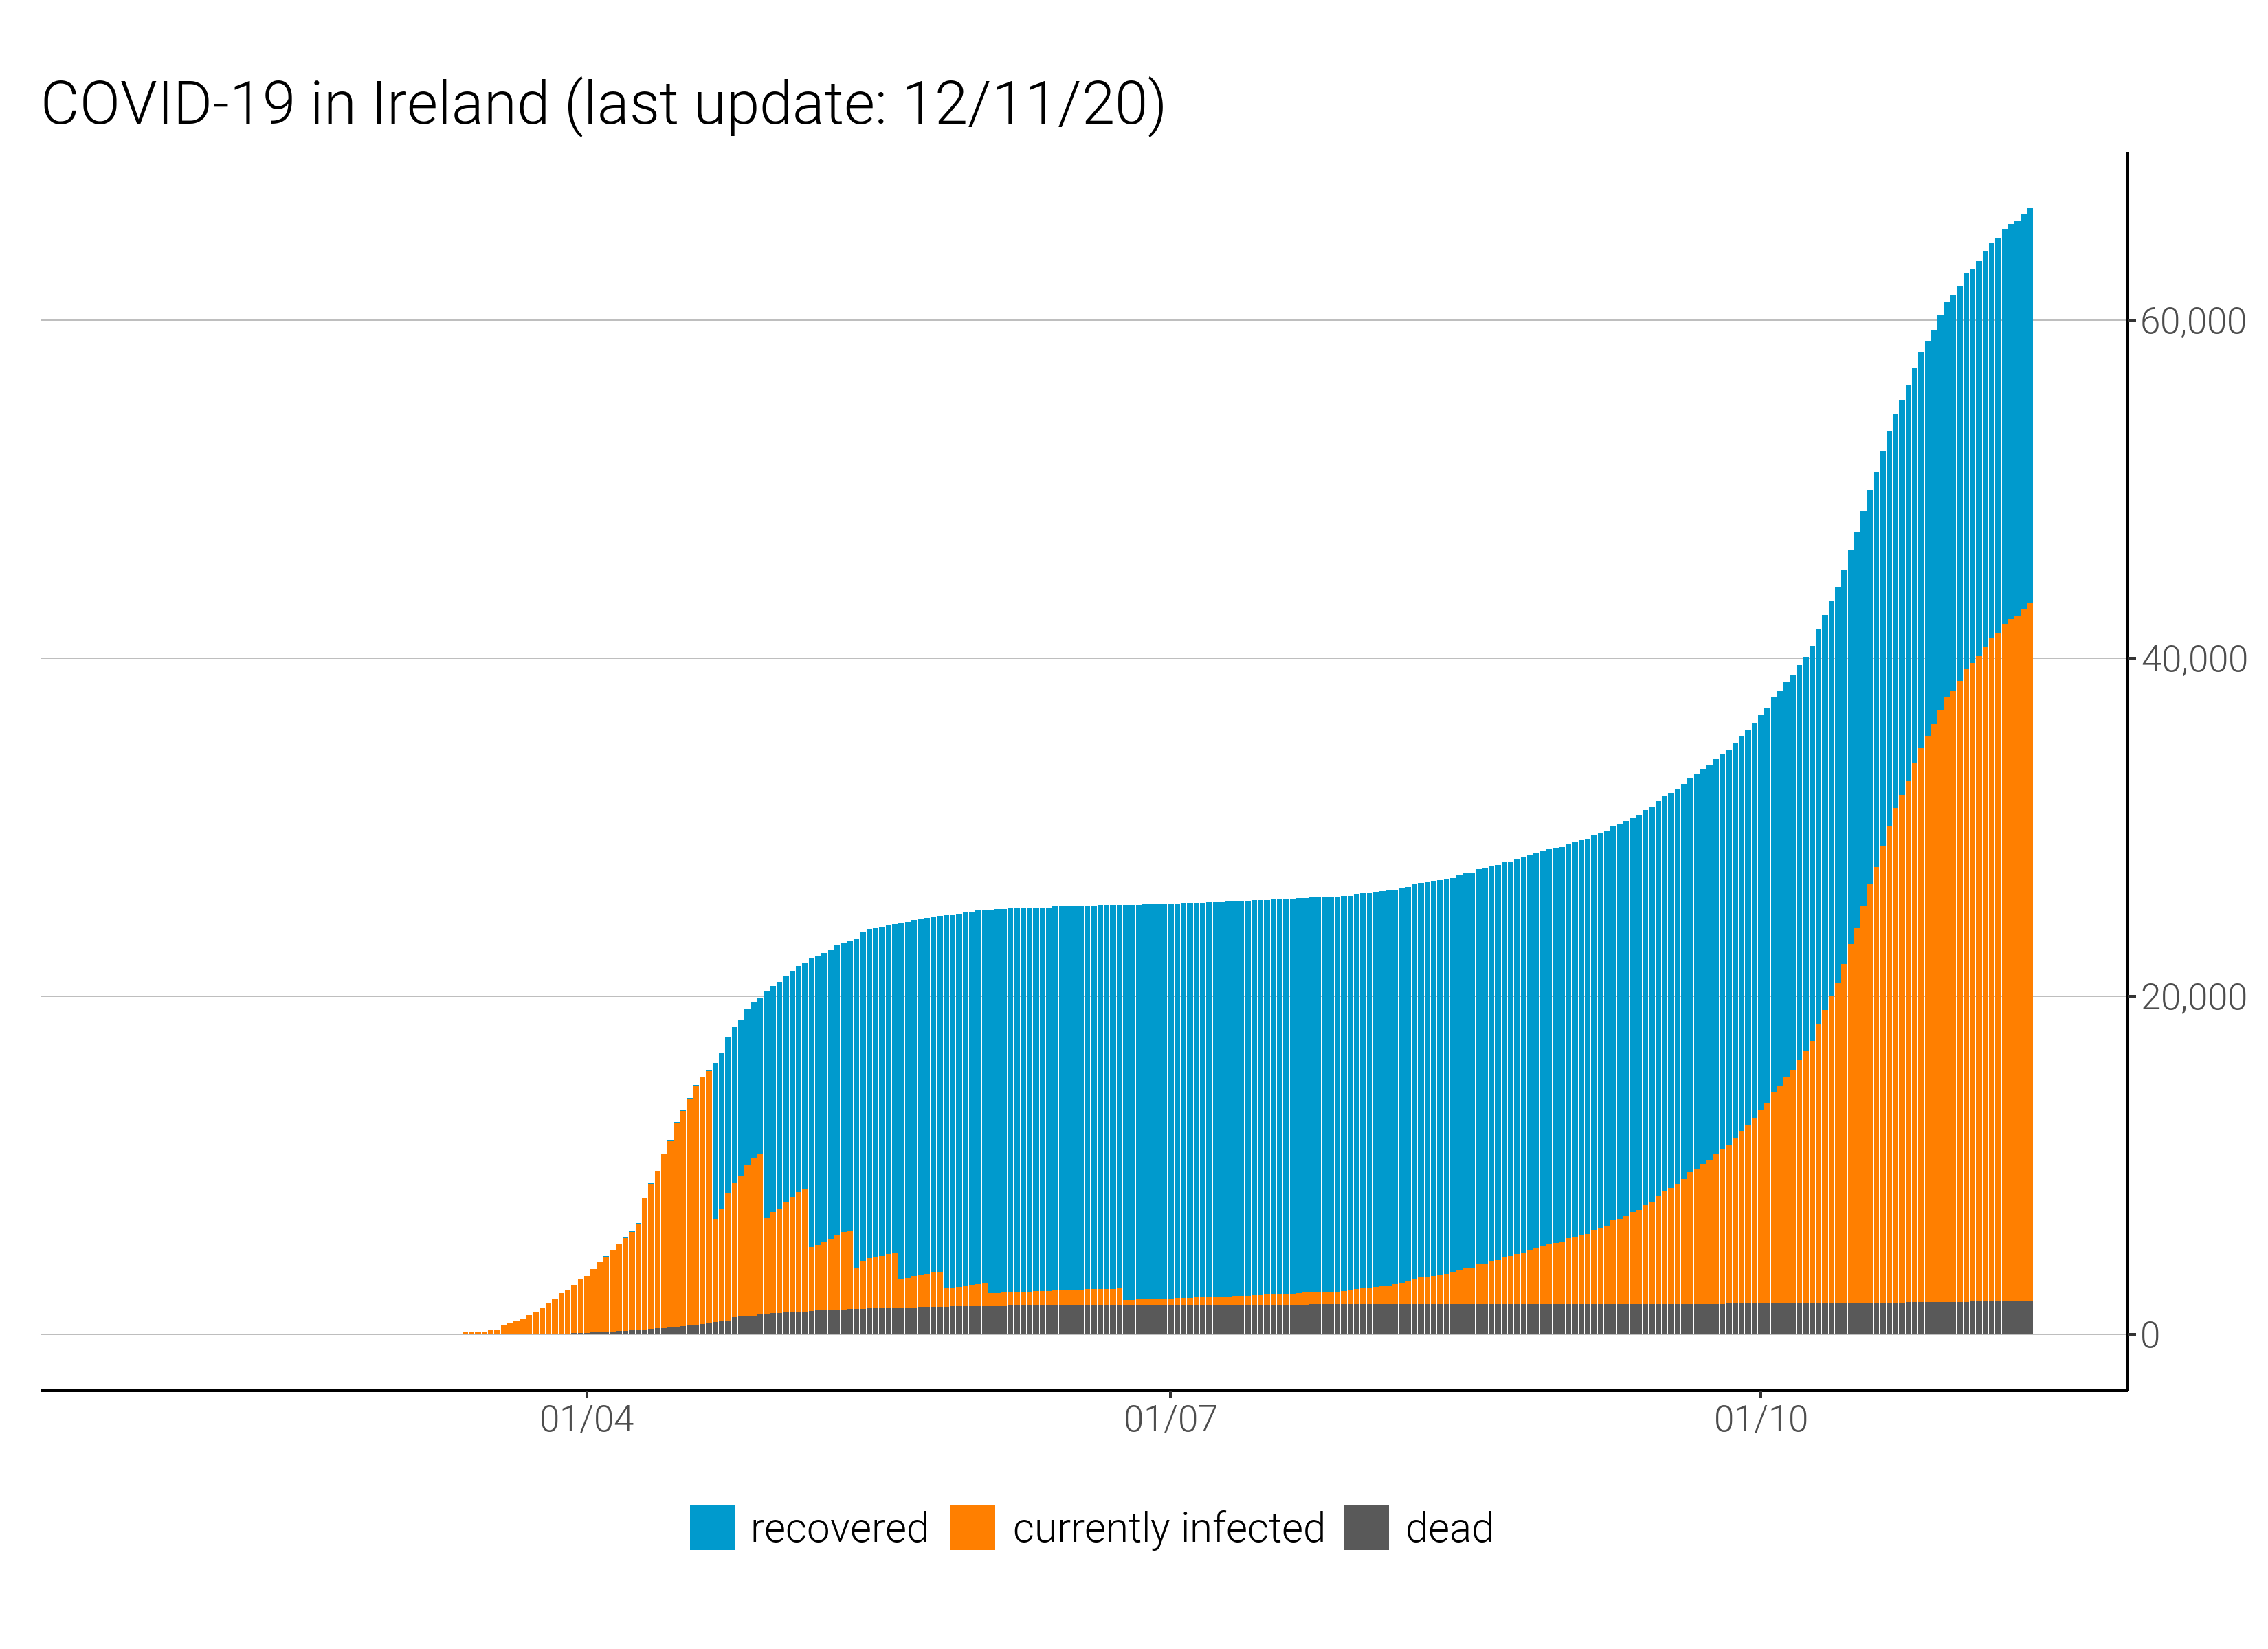 COVID-19 in Ireland (last update: 12/11/20)
60,000
40,000
20,000
0
01/04 01/07 01/10
recovered currently infected dead